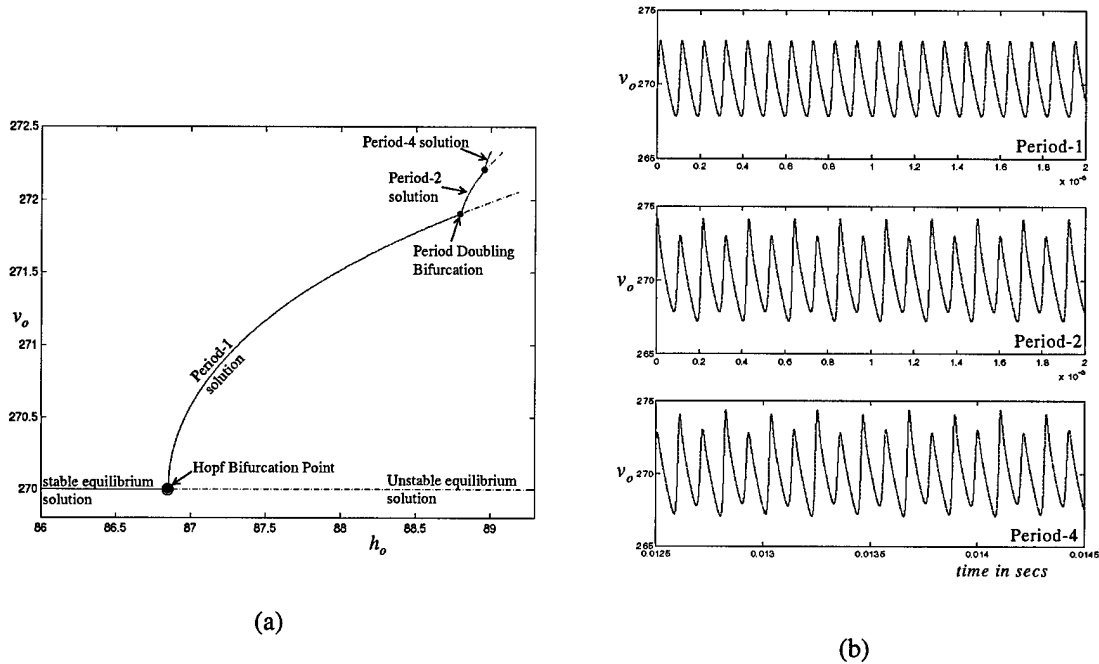 272.5
272
271.5
v_o
271
270.5
270
Period-4 solution
Period-2
solution
Period Doubling
Bifurcation
Period-1
solution
Hopf Bifurcation Point
stable equilibrium
solution
Unstable equilibrium
solution
86 86.5 87 87.5 88 88.5 89
h_o
(a)
275
v_o
270
265
Period-1
0 0.2 0.4 0.6 0.8 1 1.2 1.4 1.6 1.8 2
275
v_o
270
265
Period-2
0 0.2 0.4 0.6 0.8 1 1.2 1.4 1.6 1.8 2
275
v_o
270
265
Period-4
0.0125 0.013 0.0135 0.014 0.0145
time in secs
(b)